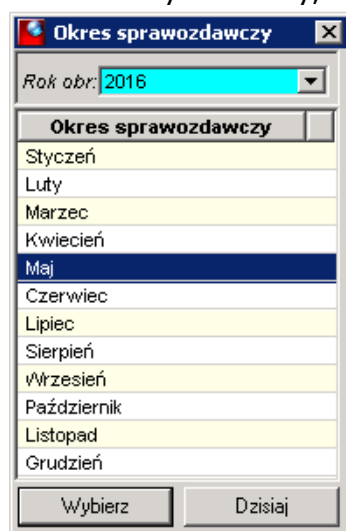 Okres sprawozdawczy
Rok obr: 2016
Okres sprawozdawczy
Styczeń
Luty
Marzec
Kwiecień
Maj
Czerwiec
Lipiec
Sierpień
Wrzesień
Październik
Listopad
Grudzień
Wybierz Dzisiaj